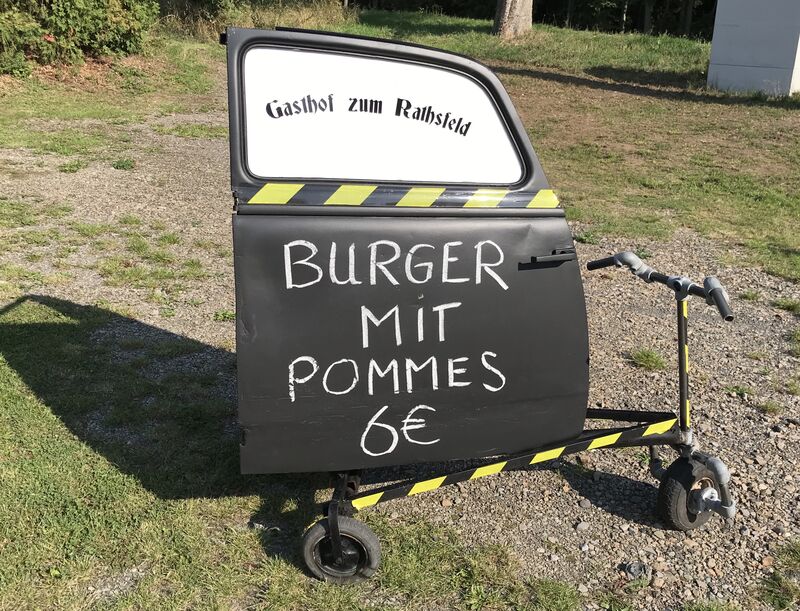 Gasthof zum Rathsfeld
BURGER
MIT
POMMES
6€